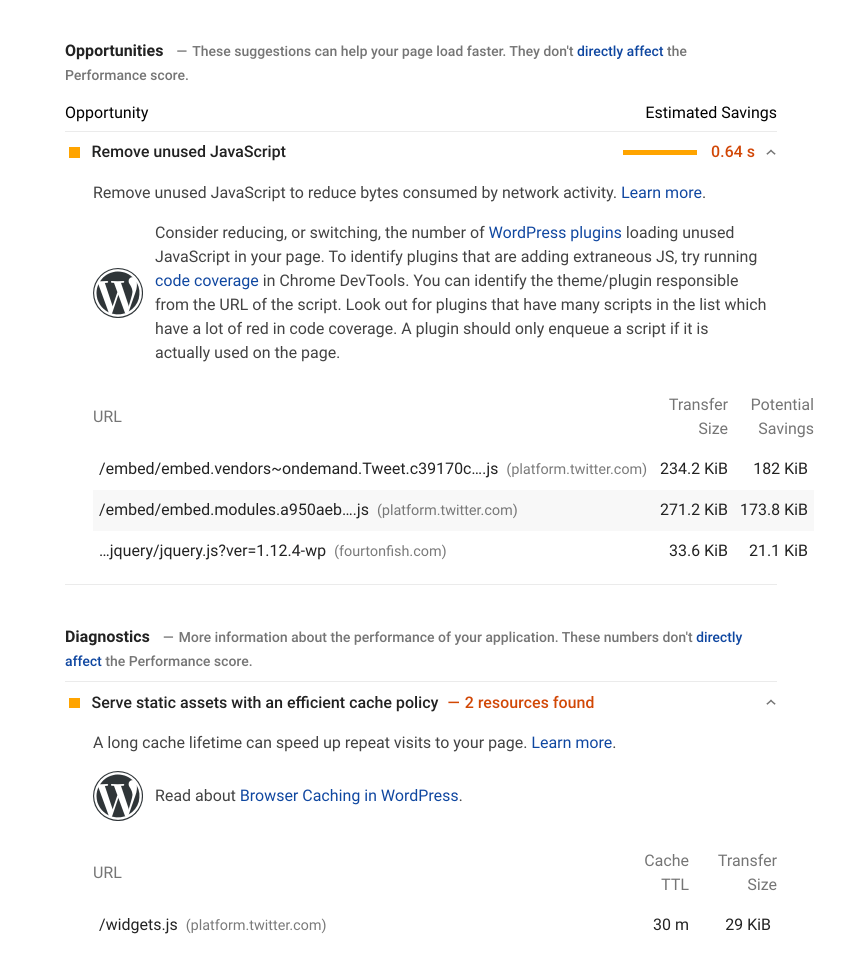 Opportunities — These suggestions can help your page load faster. They don't directly affect the
Performance score.
Opportunity Estimated Savings
Remove unused JavaScript 0.64 s
Remove unused JavaScript to reduce bytes consumed by network activity. Learn more.
Consider reducing, or switching, the number of WordPress plugins loading unused
JavaScript in your page. To identify plugins that are adding extraneous JS, try running
code coverage in Chrome DevTools. You can identify the theme/plugin responsible
from the URL of the script. Look out for plugins that have many scripts in the list which
have a lot of red in code coverage. A plugin should only enqueue a script if it is
actually used on the page.
URL Transfer Size Potential Savings
/embed/embed.vendors~ondemand.Tweet.c39170c….js (platform.twitter.com) 234.2 KiB 182 KiB
/embed/embed.modules.a950aeb….js (platform.twitter.com) 271.2 KiB 173.8 KiB
…jquery/jquery.js?ver=1.12.4-wp (fourtonfish.com) 33.6 KiB 21.1 KiB
Diagnostics — More information about the performance of your application. These numbers don't directly
affect the Performance score.
Serve static assets with an efficient cache policy — 2 resources found
A long cache lifetime can speed up repeat visits to your page. Learn more.
Read about Browser Caching in WordPress.
URL Cache TTL Transfer Size
/widgets.js (platform.twitter.com) 30 m 29 KiB